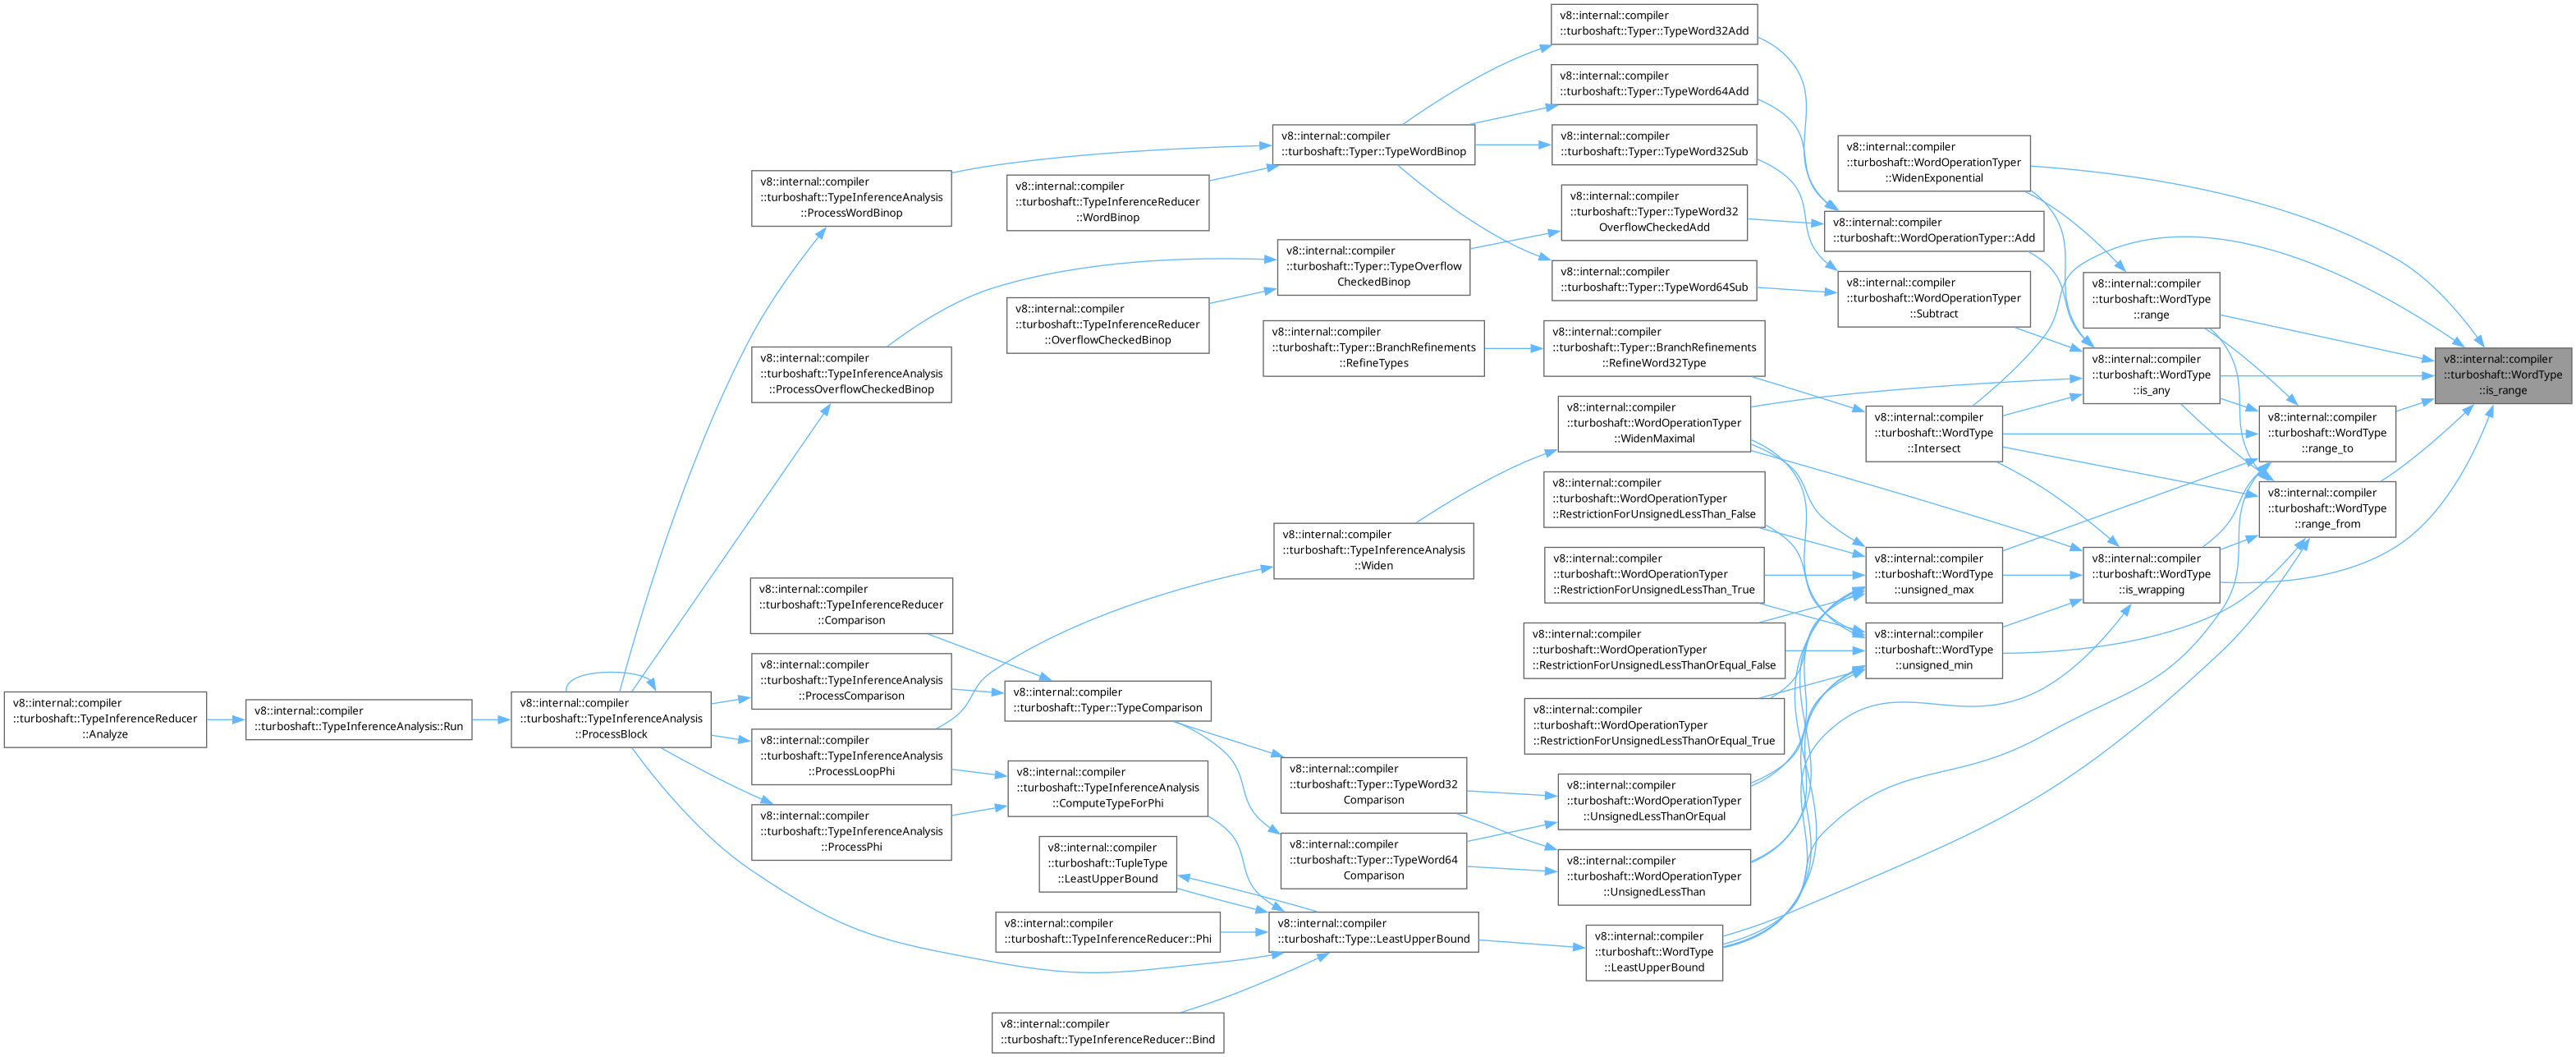 v8::internal::compiler
::turboshaft::TypeInferenceReducer
::Analyze
v8::internal::compiler
::turboshaft::TypeInferenceAnalysis::Run
v8::internal::compiler
::turboshaft::TypeInferenceAnalysis
::ProcessBlock
v8::internal::compiler
::turboshaft::TypeInferenceAnalysis
::ProcessWordBinop
v8::internal::compiler
::turboshaft::TypeInferenceAnalysis
::ProcessOverflowCheckedBinop
v8::internal::compiler
::turboshaft::TypeInferenceReducer
::Comparison
v8::internal::compiler
::turboshaft::TypeInferenceAnalysis
::ProcessComparison
v8::internal::compiler
::turboshaft::TypeInferenceAnalysis
::ProcessLoopPhi
v8::internal::compiler
::turboshaft::TypeInferenceAnalysis
::ProcessPhi
v8::internal::compiler
::turboshaft::TypeInferenceReducer
::WordBinop
v8::internal::compiler
::turboshaft::TypeInferenceReducer
::OverflowCheckedBinop
v8::internal::compiler
::turboshaft::Typer::TypeComparison
v8::internal::compiler
::turboshaft::TypeInferenceAnalysis
::ComputeTypeForPhi
v8::internal::compiler
::turboshaft::TupleType
::LeastUpperBound
v8::internal::compiler
::turboshaft::TypeInferenceReducer::Phi
v8::internal::compiler
::turboshaft::TypeInferenceReducer::Bind
v8::internal::compiler
::turboshaft::Typer::TypeWordBinop
v8::internal::compiler
::turboshaft::Typer::TypeOverflow
CheckedBinop
v8::internal::compiler
::turboshaft::Typer::BranchRefinements
::RefineTypes
v8::internal::compiler
::turboshaft::TypeInferenceAnalysis
::Widen
v8::internal::compiler
::turboshaft::Typer::TypeWord32
Comparison
v8::internal::compiler
::turboshaft::Typer::TypeWord64
Comparison
v8::internal::compiler
::turboshaft::Type::LeastUpperBound
v8::internal::compiler
::turboshaft::Typer::TypeWord32Add
v8::internal::compiler
::turboshaft::Typer::TypeWord64Add
v8::internal::compiler
::turboshaft::Typer::TypeWord32Sub
v8::internal::compiler
::turboshaft::Typer::TypeWord32
OverflowCheckedAdd
v8::internal::compiler
::turboshaft::Typer::TypeWord64Sub
v8::internal::compiler
::turboshaft::Typer::BranchRefinements
::RefineWord32Type
v8::internal::compiler
::turboshaft::WordOperationTyper
::WidenMaximal
v8::internal::compiler
::turboshaft::WordOperationTyper
::RestrictionForUnsignedLessThan_False
v8::internal::compiler
::turboshaft::WordOperationTyper
::RestrictionForUnsignedLessThan_True
v8::internal::compiler
::turboshaft::WordOperationTyper
::RestrictionForUnsignedLessThanOrEqual_False
v8::internal::compiler
::turboshaft::WordOperationTyper
::RestrictionForUnsignedLessThanOrEqual_True
v8::internal::compiler
::turboshaft::WordOperationTyper
::UnsignedLessThanOrEqual
v8::internal::compiler
::turboshaft::WordOperationTyper
::UnsignedLessThan
v8::internal::compiler
::turboshaft::WordType
::LeastUpperBound
v8::internal::compiler
::turboshaft::WordOperationTyper
::WidenExponential
v8::internal::compiler
::turboshaft::WordOperationTyper::Add
v8::internal::compiler
::turboshaft::WordOperationTyper
::Subtract
v8::internal::compiler
::turboshaft::WordType
::Intersect
v8::internal::compiler
::turboshaft::WordType
::unsigned_max
v8::internal::compiler
::turboshaft::WordType
::unsigned_min
v8::internal::compiler
::turboshaft::WordType
::range
v8::internal::compiler
::turboshaft::WordType
::is_any
v8::internal::compiler
::turboshaft::WordType
::is_wrapping
v8::internal::compiler
::turboshaft::WordType
::range_to
v8::internal::compiler
::turboshaft::WordType
::range_from
v8::internal::compiler
::turboshaft::WordType
::is_range